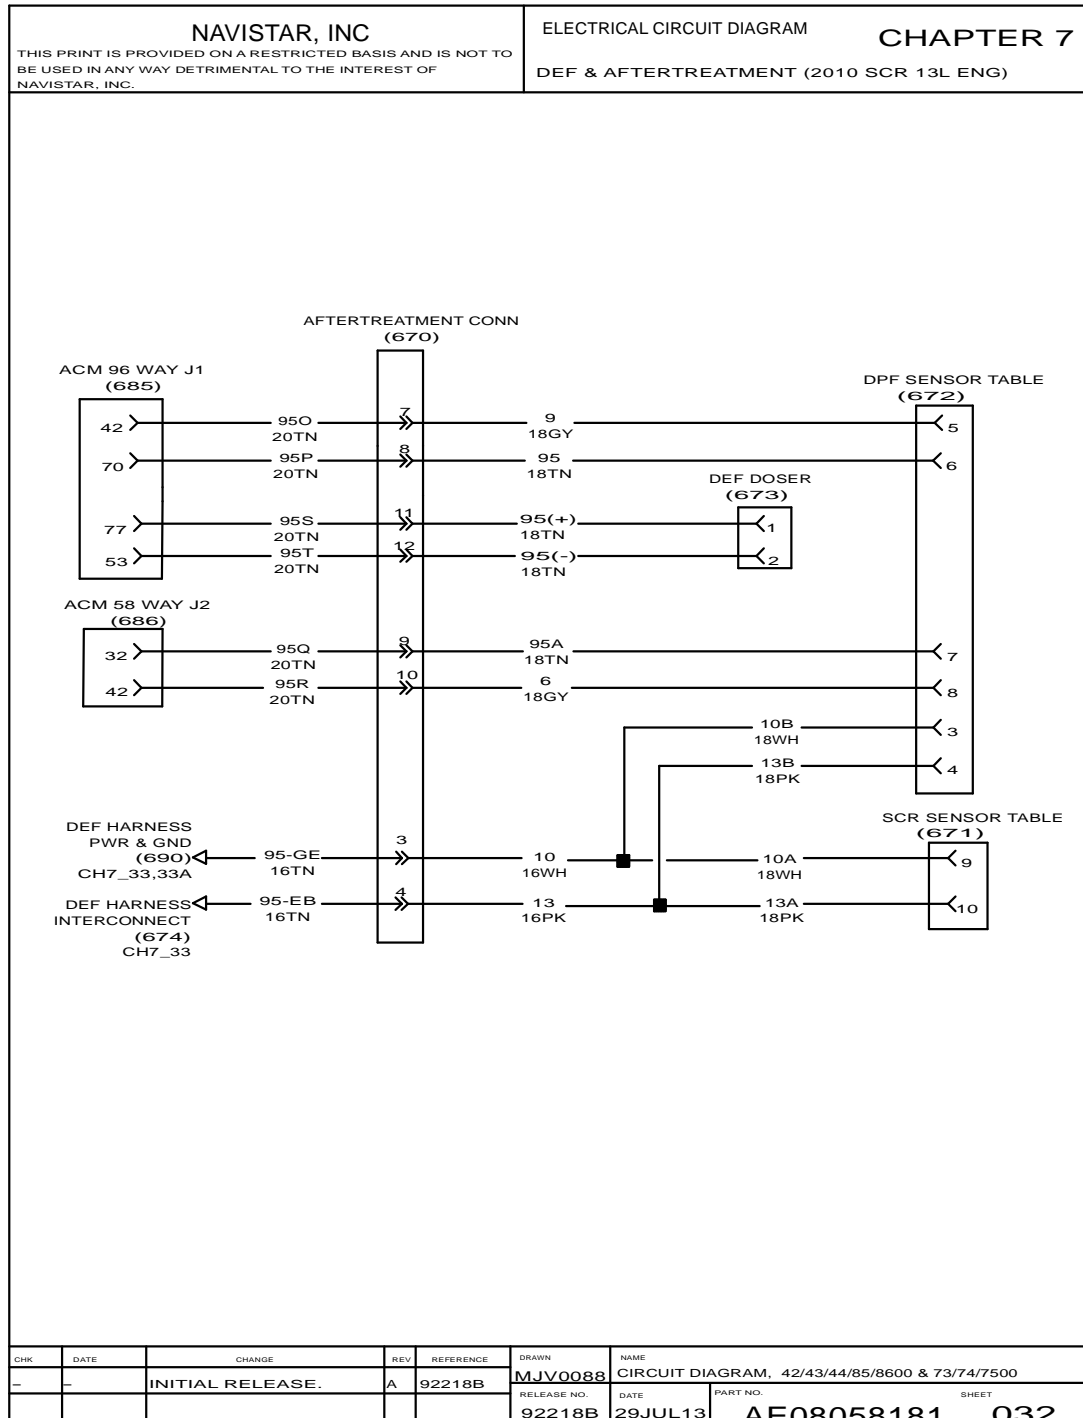 NAVISTAR, INC
THIS PRINT IS PROVIDED ON A RESTRICTED BASIS AND IS NOT TO
BE USED IN ANY WAY DETRIMENTAL TO THE INTEREST OF
NAVISTAR, INC.
ELECTRICAL CIRCUIT DIAGRAM
CHAPTER 7
DEF & AFTERTREATMENT (2010 SCR 13L ENG)
AFTERTREATMENT CONN
(670)
ACM 96 WAY J1
(685)
DPF SENSOR TABLE
(672)
42
95O
20TN
7
9
18GY
5
70
95P
20TN
8
95
18TN
6
DEF DOSER
(673)
77
95S
20TN
11
95(+)
18TN
1
53
95T
20TN
12
95(-)
18TN
2
ACM 58 WAY J2
(686)
32
95Q
20TN
9
95A
18TN
7
42
95R
20TN
10
6
18GY
8
10B
18WH
3
13B
18PK
4
SCR SENSOR TABLE
(671)
DEF HARNESS
PWR & GND
(690)
CH7_33,33A
95-GE
16TN
3
10
16WH
10A
18WH
9
DEF HARNESS
INTERCONNECT
(674)
CH7_33
95-EB
16TN
4
13
16PK
13A
18PK
10
CHK
DATE
CHANGE
REV
REFERENCE
DRAWN
NAME
–
–
INITIAL RELEASE.
A
92218B
MJV0088
CIRCUIT DIAGRAM, 42/43/44/85/8600 & 73/74/7500
RELEASE NO.
DATE
PART NO.
SHEET
92218B
29JUL13
AE08058181
032